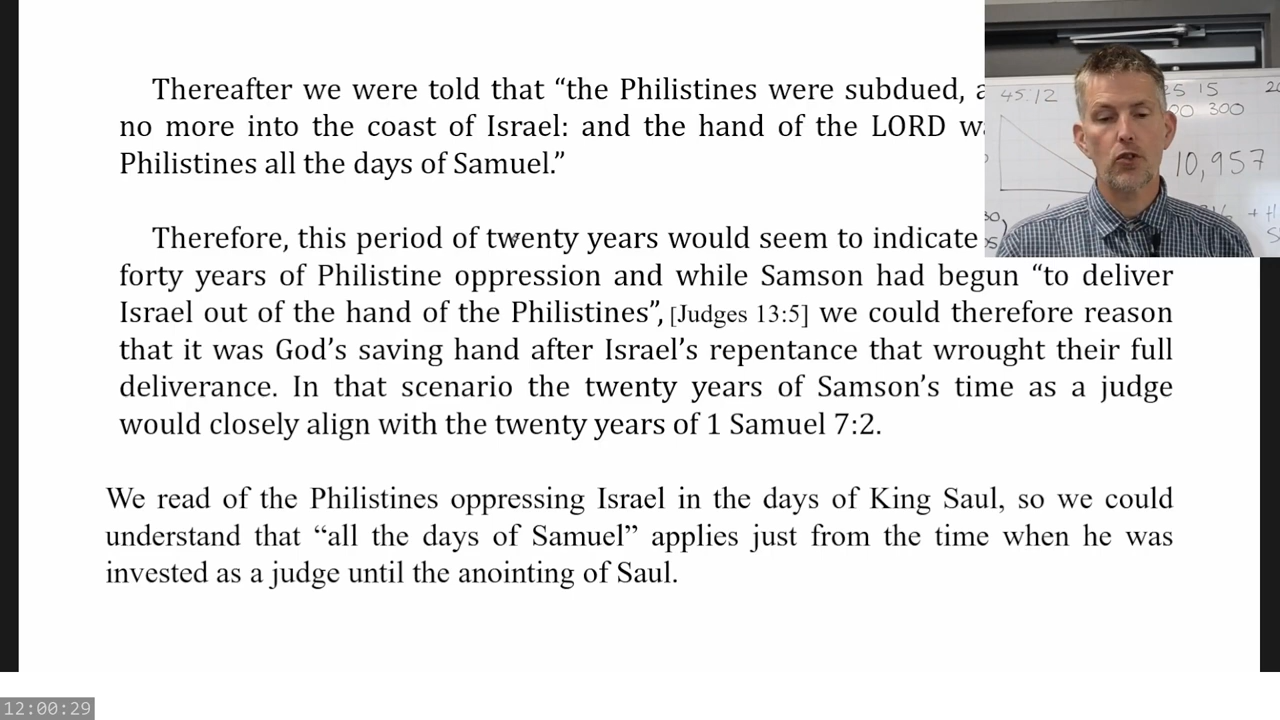 Thereafter we were told that “the Philistines were subdued,
no more into the coast of Israel: and the hand of the LORD
Philistines all the days of Samuel.”
Therefore, this period of twenty years would seem to indicate
forty years of Philistine oppression and while Samson had begun “to deliver
Israel out of the hand of the Philistines”, [Judges 13:5] we could therefore reason
that it was God’s saving hand after Israel’s repentance that wrought their full
deliverance. In that scenario the twenty years of Samson’s time as a judge
would closely align with the twenty years of 1 Samuel 7:2.
We read of the Philistines oppressing Israel in the days of King Saul, so we could
understand that “all the days of Samuel” applies just from the time when he was
invested as a judge until the anointing of Saul.
45.12
15
300
10,957
12:00:29